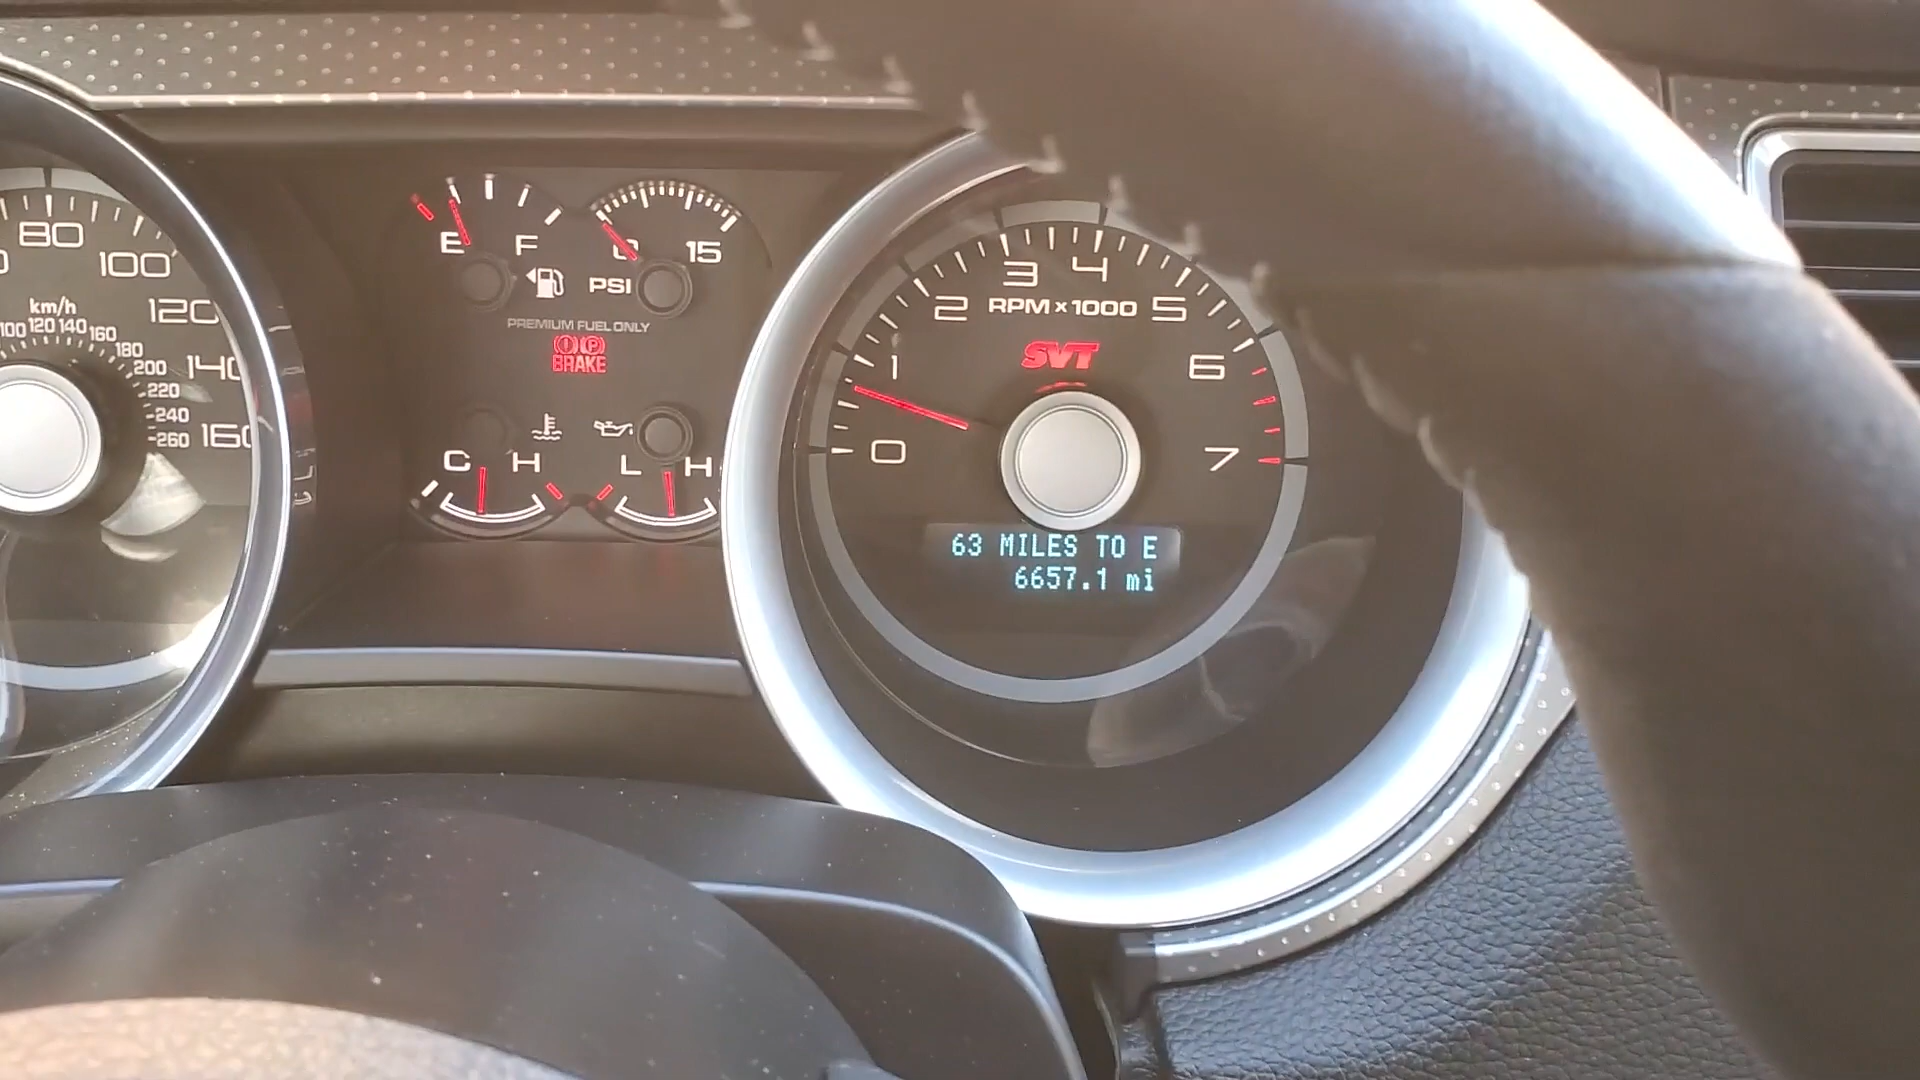 80
100
120
140
160
km/h
100 120 140 160
180
200
220
240
260
E F
0 15
PSI
PREMIUM FUEL ONLY
(!) (P)
BRAKE
C H
L H
0 1 2 3 4 5 6 7
RPM x 1000
SVT
63 MILES TO E
6657.1 mi